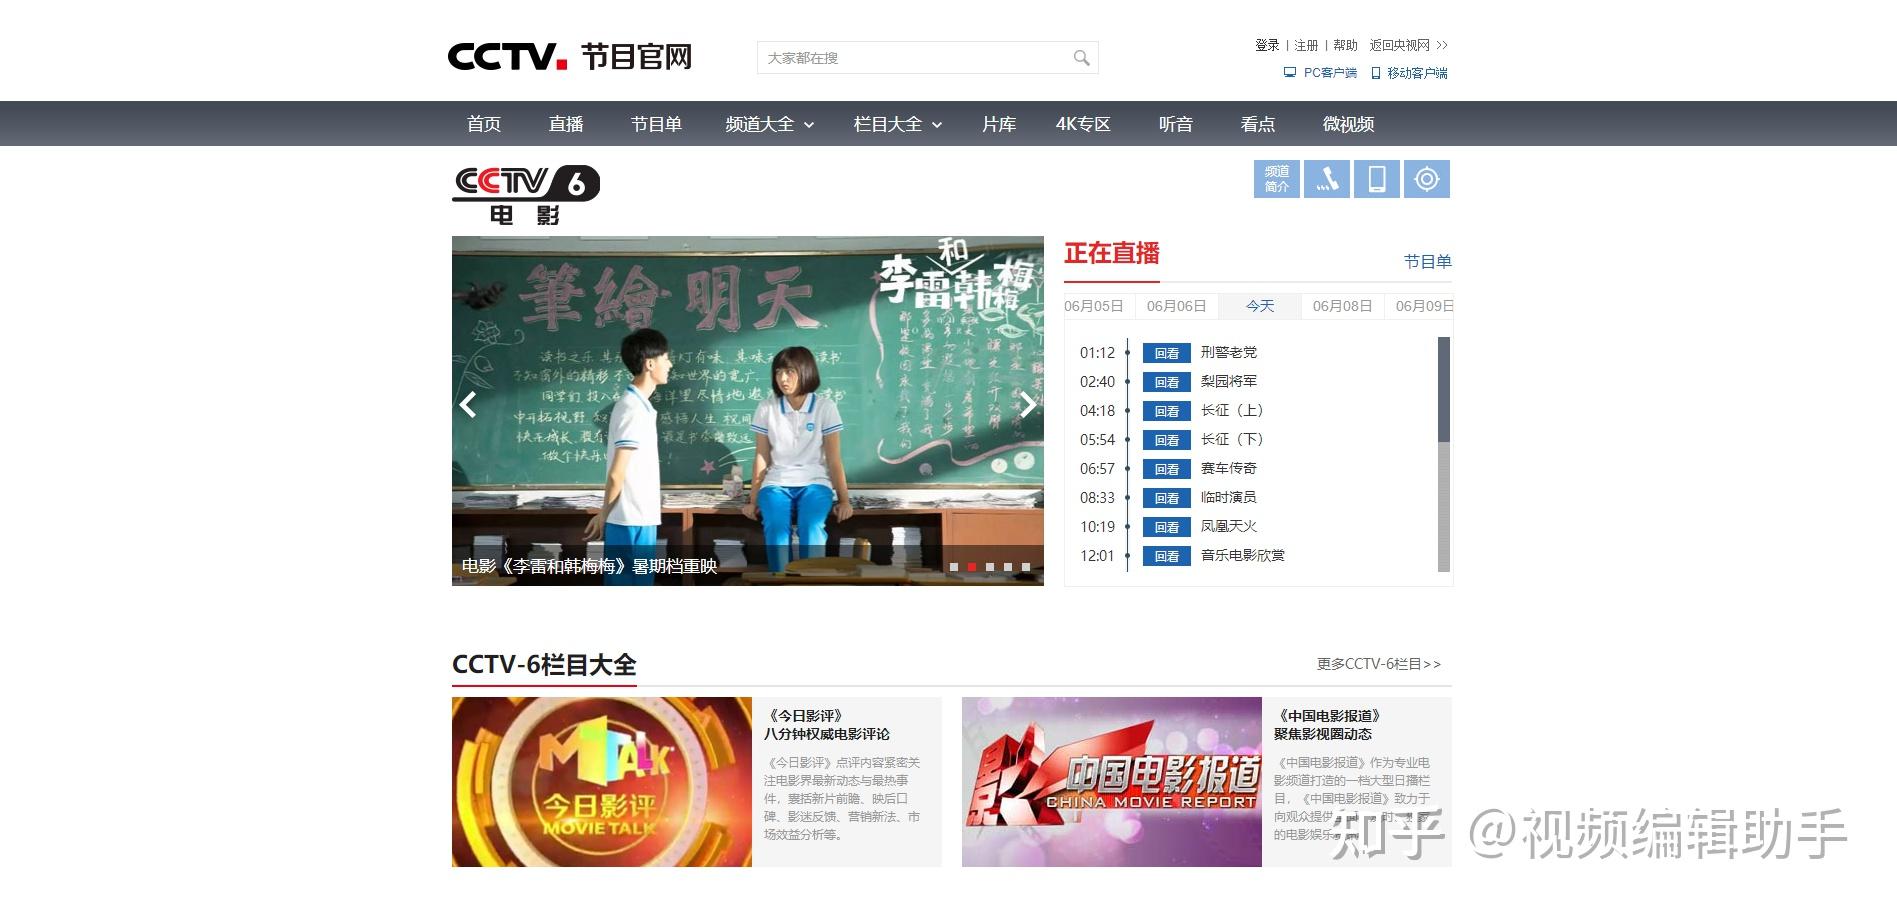 CCTV. 节目官网
大家都在搜
登录 | 注册 | 帮助 返回央视网 >>
PC客户端 移动客户端
首页 直播 节目单 频道大全 栏目大全 片库 4K专区 听音 看点 微视频
CCTV 6
电影
频道
简介
筆繪明天
李雷和韩梅梅
电影《李雷和韩梅梅》暑期档重映
正在直播
节目单
06月05日 06月06日 今天 06月08日 06月09日
01:12 回看 刑警老党
02:40 回看 梨园将军
04:18 回看 长征（上）
05:54 回看 长征（下）
06:57 回看 赛车传奇
08:33 回看 临时演员
10:19 回看 凤凰天火
12:01 回看 音乐电影欣赏
CCTV-6栏目大全
更多CCTV-6栏目>>
M TALK
今日影评
MOVIE TALK
《今日影评》
八分钟权威电影评论
《今日影评》点评内容紧密关
注电影界最新动态与最热事
件，囊括新片前瞻、映后口
碑、影迷反馈、营销新法、市
场效益分析等。
中国电影报道
CHINA MOVIE REPORT
《中国电影报道》
聚焦影视圈动态
《中国电影报道》作为专业电
影频道打造的一档大型日播栏
目，《中国电影报道》致力于
向观众提供
的电影娱乐
知乎 @视频编辑助手